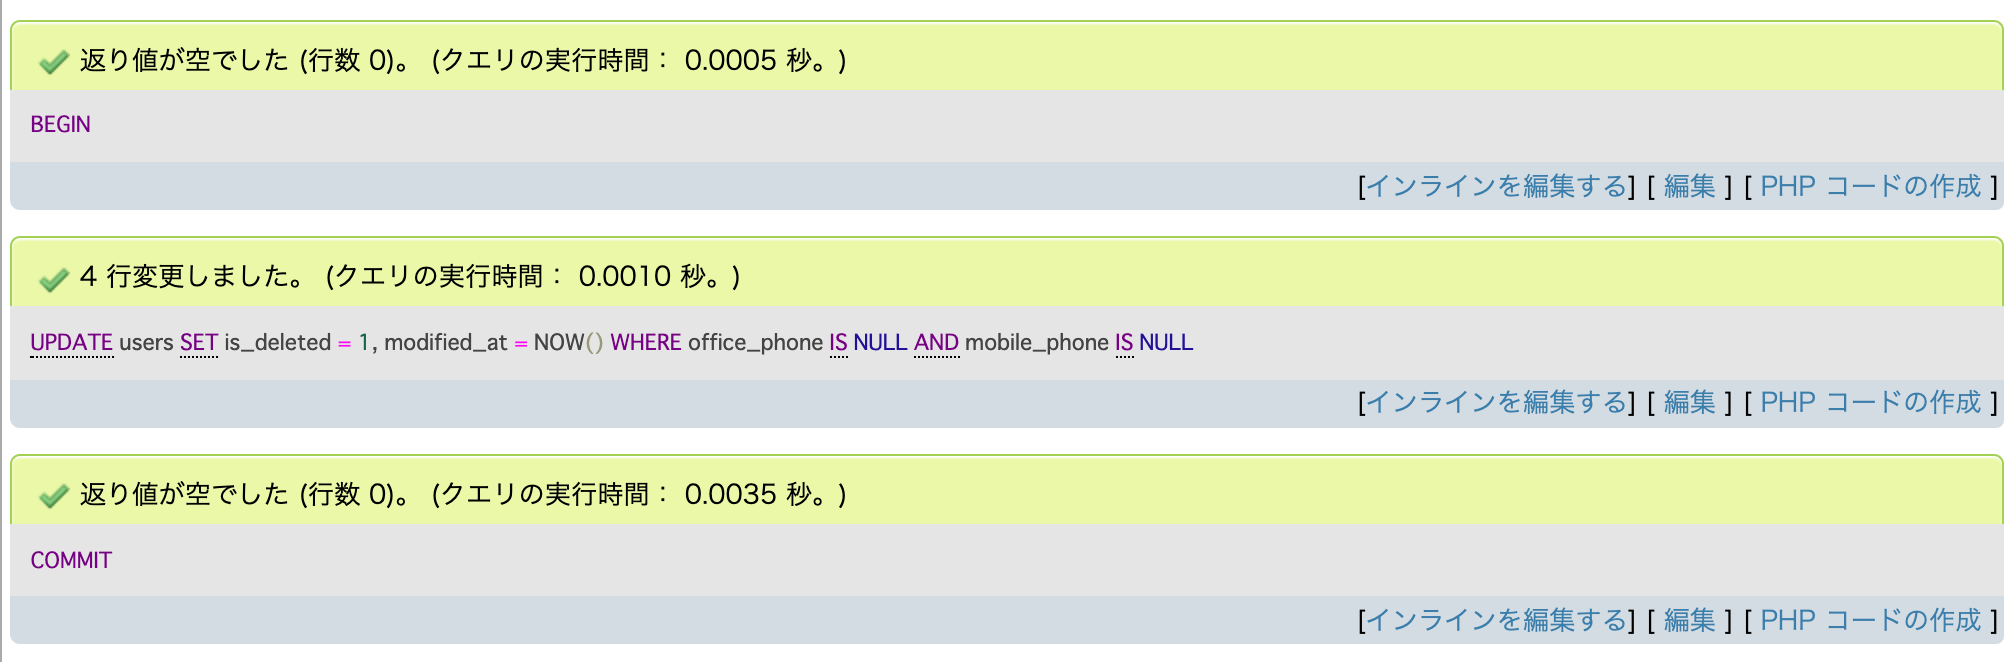 返り値が空でした (行数 0)。 (クエリの実行時間： 0.0005 秒。)
BEGIN
[インラインを編集する] [ 編集 ] [ PHP コードの作成 ]
4 行変更しました。 (クエリの実行時間： 0.0010 秒。)
UPDATE users SET is_deleted = 1, modified_at = NOW() WHERE office_phone IS NULL AND mobile_phone IS NULL
[インラインを編集する] [ 編集 ] [ PHP コードの作成 ]
返り値が空でした (行数 0)。 (クエリの実行時間： 0.0035 秒。)
COMMIT
[インラインを編集する] [ 編集 ] [ PHP コードの作成 ]